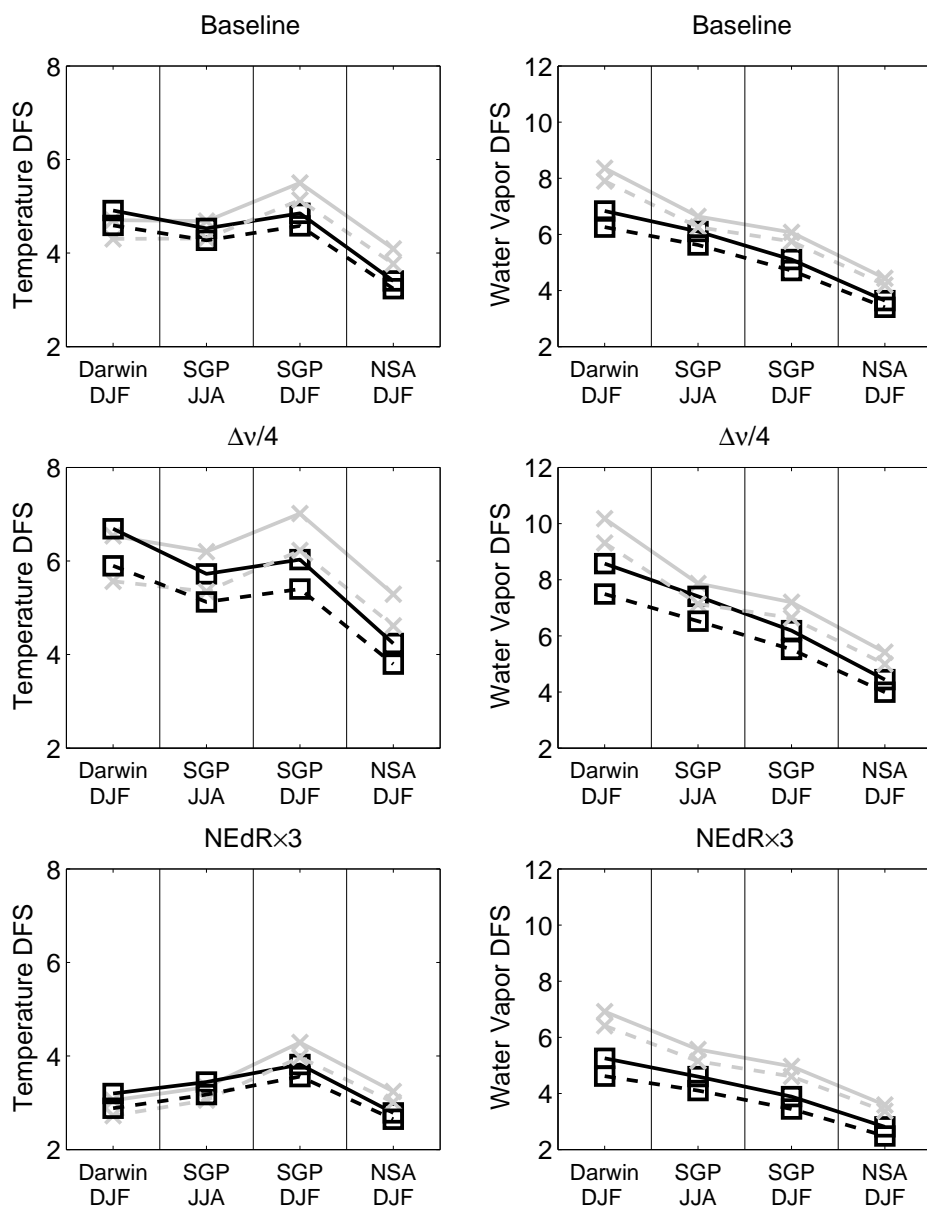 Baseline
Temperature DFS
8
6
4
2
Darwin DJF
SGP JJA
SGP DJF
NSA DJF
Baseline
Water Vapor DFS
12
10
8
6
4
2
Darwin DJF
SGP JJA
SGP DJF
NSA DJF
Δν/4
Temperature DFS
8
6
4
2
Darwin DJF
SGP JJA
SGP DJF
NSA DJF
Δν/4
Water Vapor DFS
12
10
8
6
4
2
Darwin DJF
SGP JJA
SGP DJF
NSA DJF
NEdR×3
Temperature DFS
8
6
4
2
Darwin DJF
SGP JJA
SGP DJF
NSA DJF
NEdR×3
Water Vapor DFS
12
10
8
6
4
2
Darwin DJF
SGP JJA
SGP DJF
NSA DJF